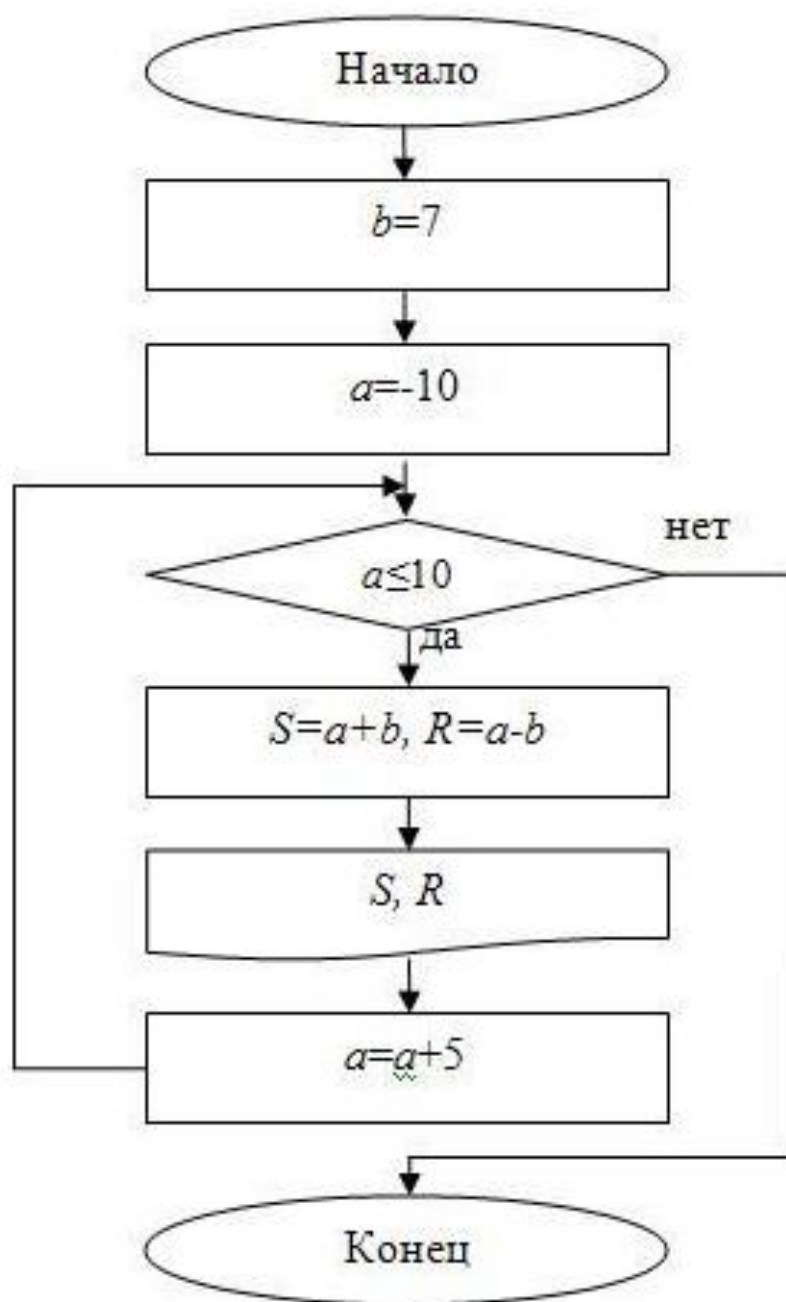 Начало
b=7
a=-10
нет
a≤10
да
S=a+b, R=a-b
S, R
a=a+5
Конец